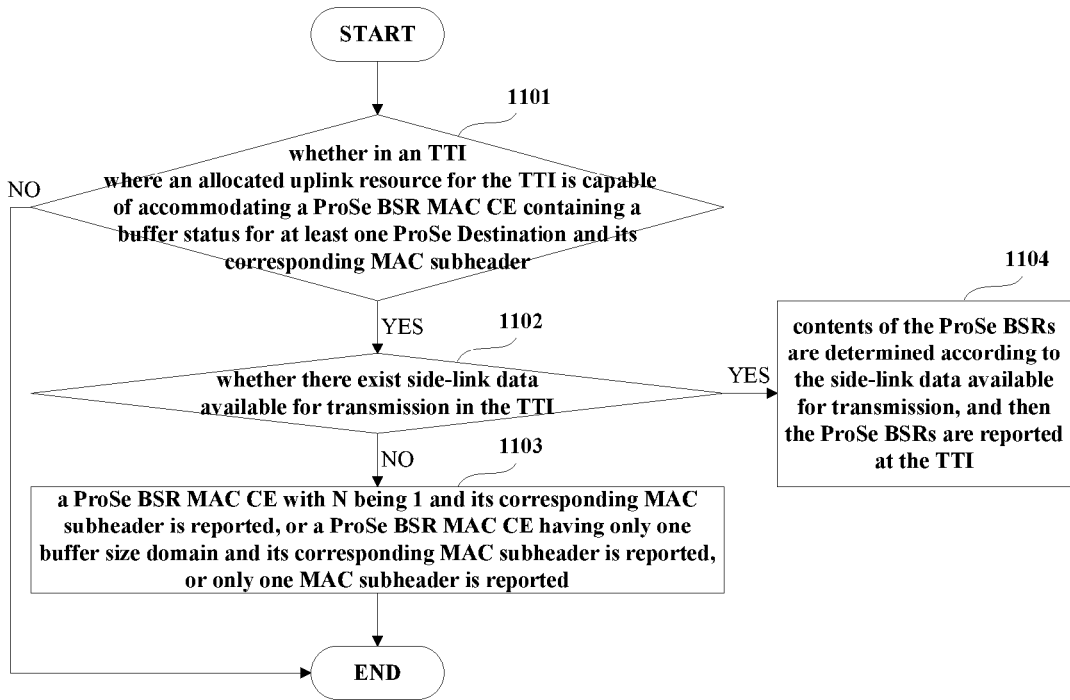 START
1101
whether in an TTI
where an allocated uplink resource for the TTI is capable
of accommodating a ProSe BSR MAC CE containing a
buffer status for at least one ProSe Destination and its
corresponding MAC subheader
NO
YES
1102
whether there exist side-link data
available for transmission in the TTI
YES
1104
contents of the ProSe BSRs
are determined according to
the side-link data available
for transmission, and then
the ProSe BSRs are reported
at the TTI
NO
1103
a ProSe BSR MAC CE with N being 1 and its corresponding MAC
subheader is reported, or a ProSe BSR MAC CE having only one
buffer size domain and its corresponding MAC subheader is reported,
or only one MAC subheader is reported
END